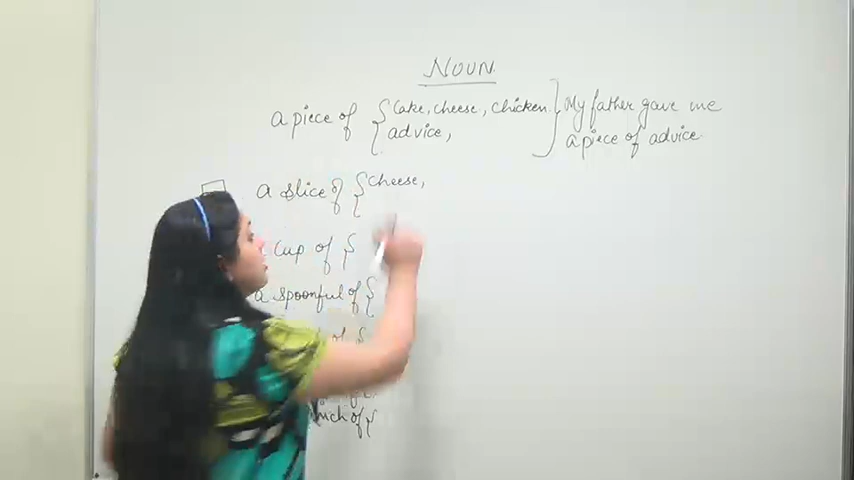 NOUN
a piece of { Cake, cheese, chicken } My father gave me
advice, a piece of advice.
a slice of { Cheese,
cup of {
a spoonful of {
of {
of {